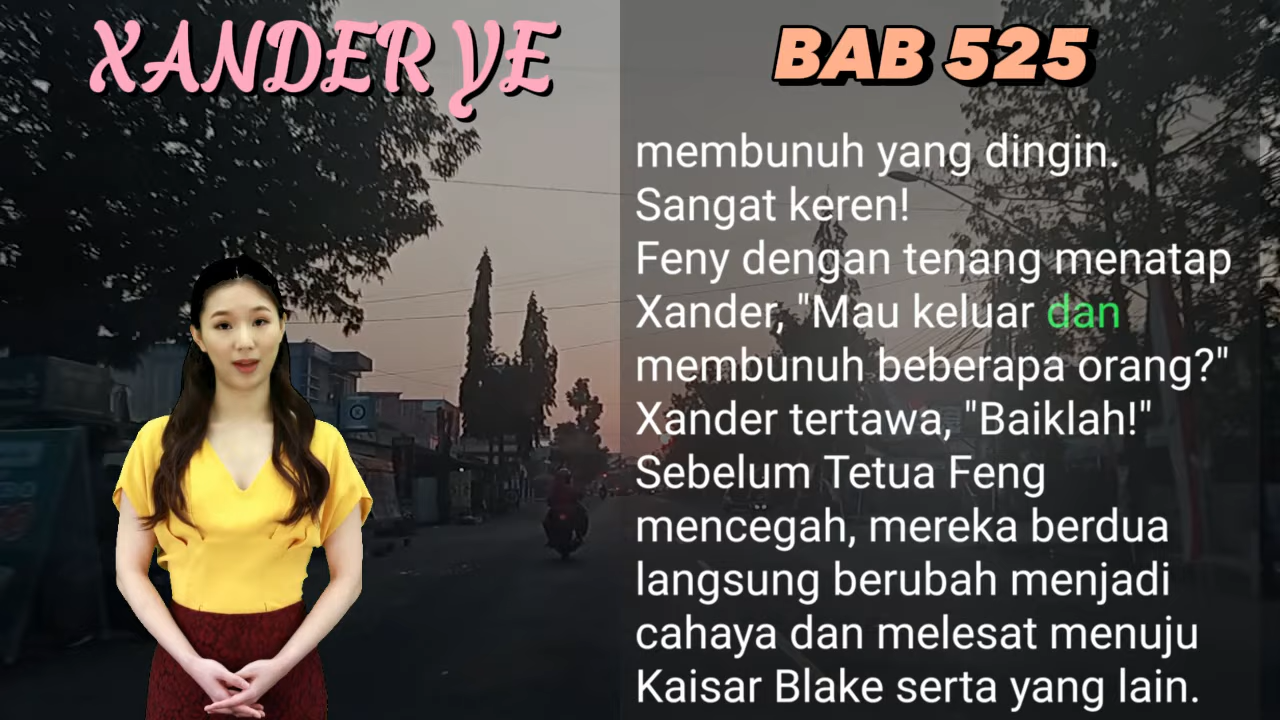 XANDER YE
BAB 525
membunuh yang dingin.
Sangat keren!
Feny dengan tenang menatap
Xander, "Mau keluar dan
membunuh beberapa orang?"
Xander tertawa, "Baiklah!"
Sebelum Tetua Feng
mencegah, mereka berdua
langsung berubah menjadi
cahaya dan melesat menuju
Kaisar Blake serta yang lain.